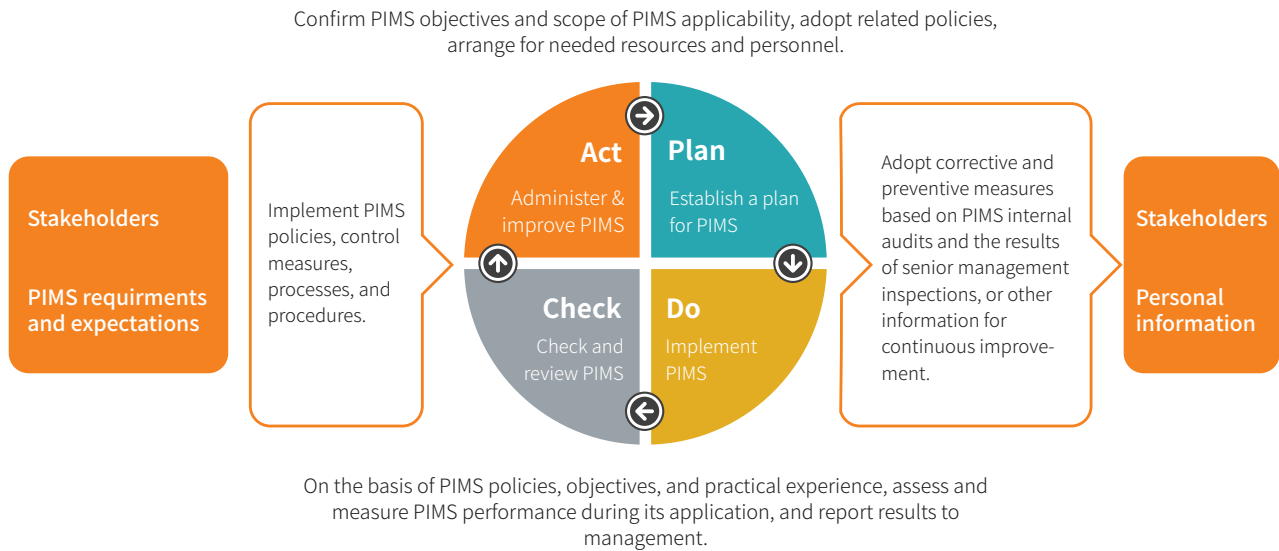 Confirm PIMS objectives and scope of PIMS applicability, adopt related policies,
arrange for needed resources and personnel.
Stakeholders
PIMS requirments
and expectations
Implement PIMS
policies, control
measures,
processes, and
procedures.
Act
Administer &
improve PIMS
Plan
Establish a plan
for PIMS
Check
Check and
review PIMS
Do
Implement
PIMS
Adopt corrective and
preventive measures
based on PIMS internal
audits and the results
of senior management
inspections, or other
information for
continuous improve-
ment.
Stakeholders
Personal
information
On the basis of PIMS policies, objectives, and practical experience, assess and
measure PIMS performance during its application, and report results to
management.